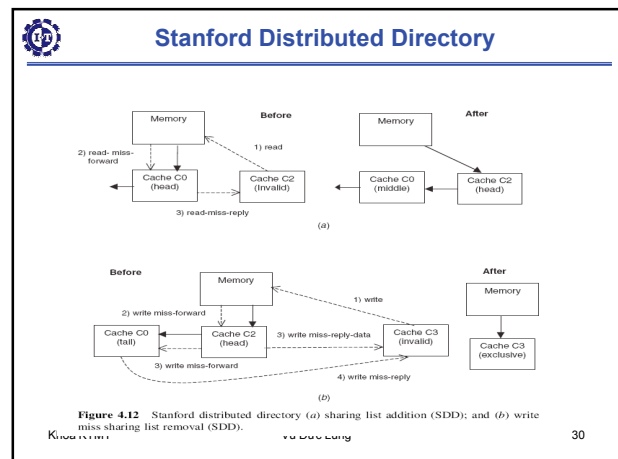 Stanford Distributed Directory
Before
After
Memory
Memory
1) read
2) read- miss-
forward
Cache C0
(head)
Cache C2
(Invalid)
3) read-miss-reply
Cache C0
(middle)
Cache C2
(head)
(a)
Before
After
Memory
Memory
1) write
2) write miss-forward
Cache C0
(tail)
Cache C2
(head)
3) write miss-reply-data
Cache C3
(invalid)
Cache C3
(exclusive)
3) write miss-forward
4) write miss-reply
(b)
Figure 4.12 Stanford distributed directory (a) sharing list addition (SDD); and (b) write
miss sharing list removal (SDD).
30